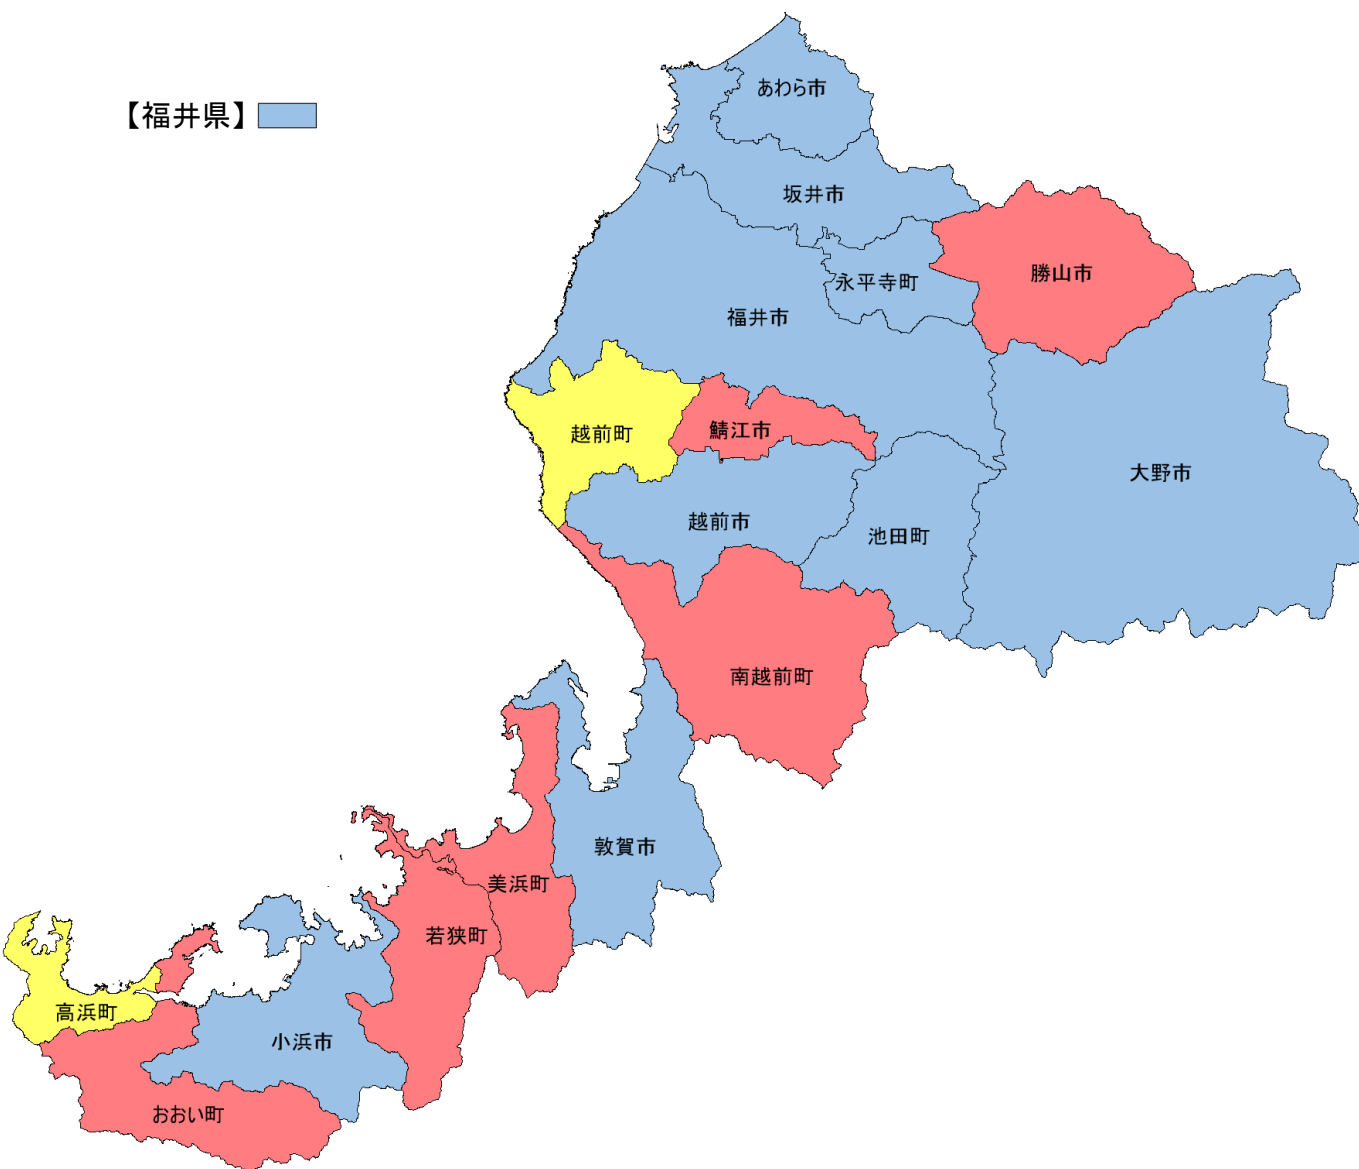 あわら市
【福井県】
坂井市
勝山市
永平寺町
福井市
鯖江市
越前町
大野市
越前市
池田町
南越前町
敦賀市
美浜町
若狭町
高浜町
小浜市
おおい町